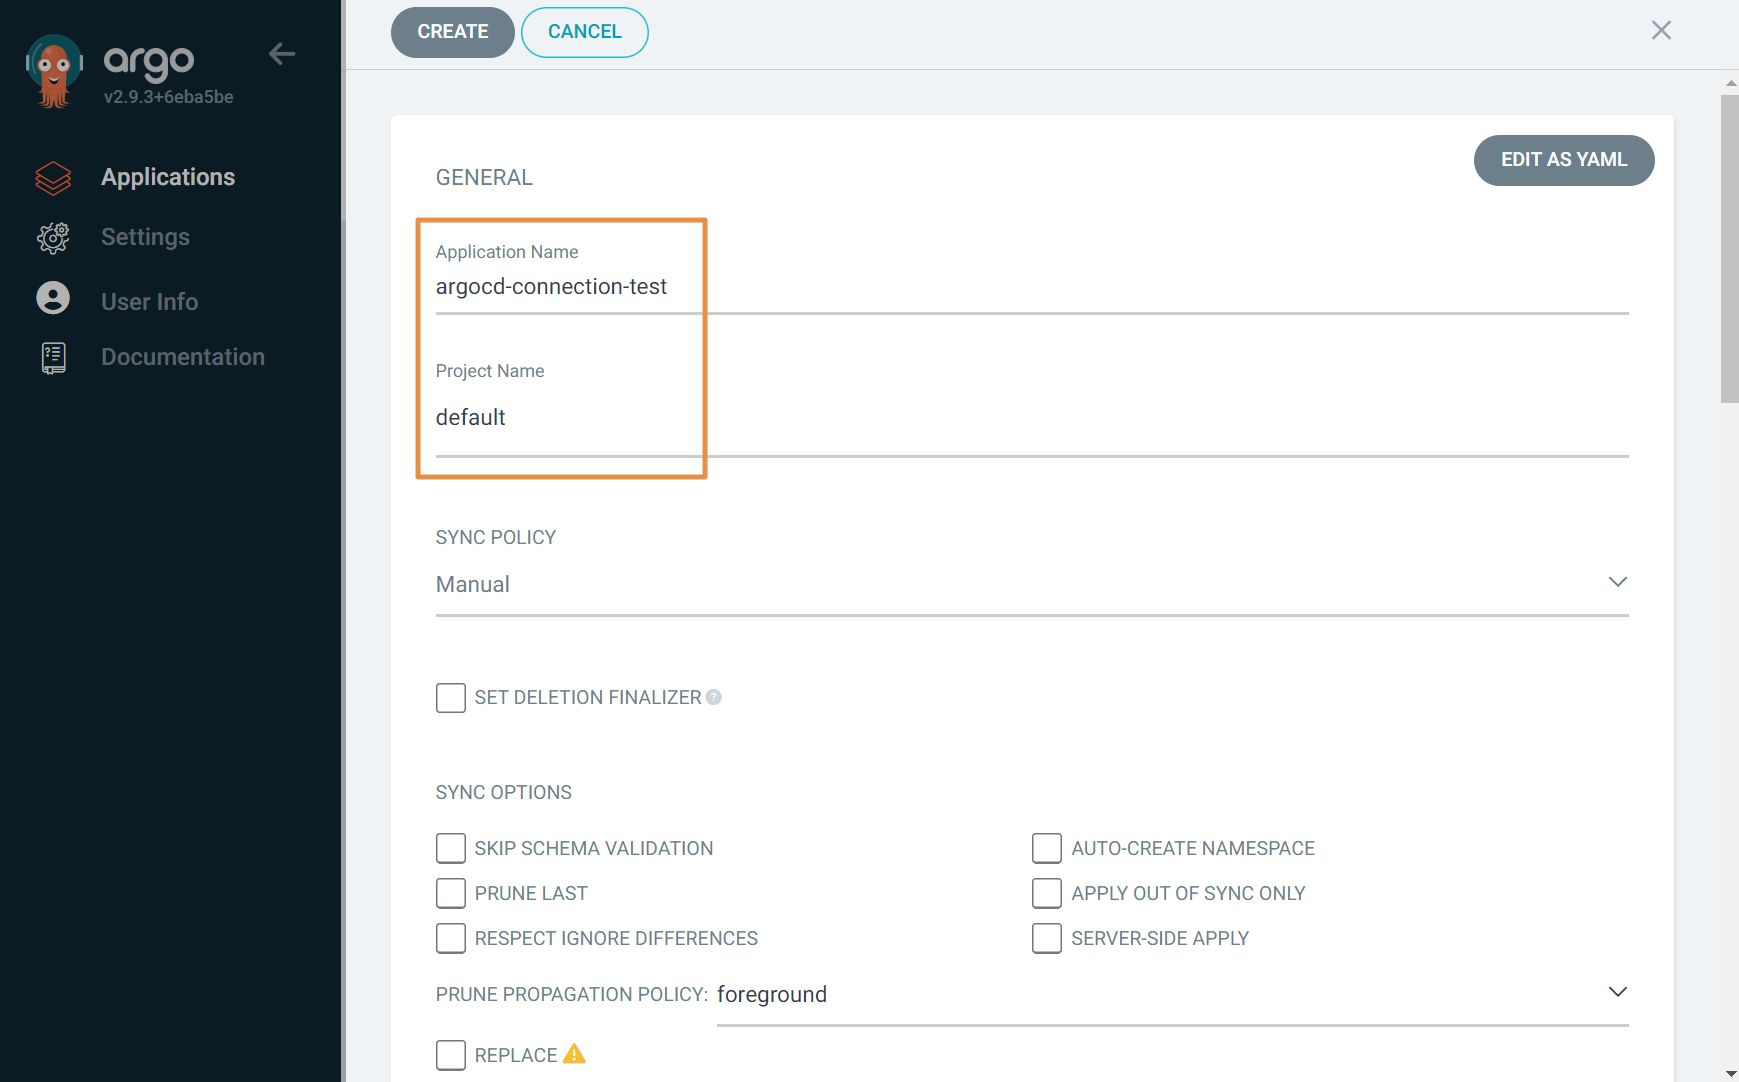 argo
v2.9.3+6eba5be
Applications
Settings
User Info
Documentation
CREATE
CANCEL
EDIT AS YAML
GENERAL
Application Name
argocd-connection-test
Project Name
default
SYNC POLICY
Manual
SET DELETION FINALIZER ?
SYNC OPTIONS
SKIP SCHEMA VALIDATION
AUTO-CREATE NAMESPACE
PRUNE LAST
APPLY OUT OF SYNC ONLY
RESPECT IGNORE DIFFERENCES
SERVER-SIDE APPLY
PRUNE PROPAGATION POLICY: foreground
REPLACE